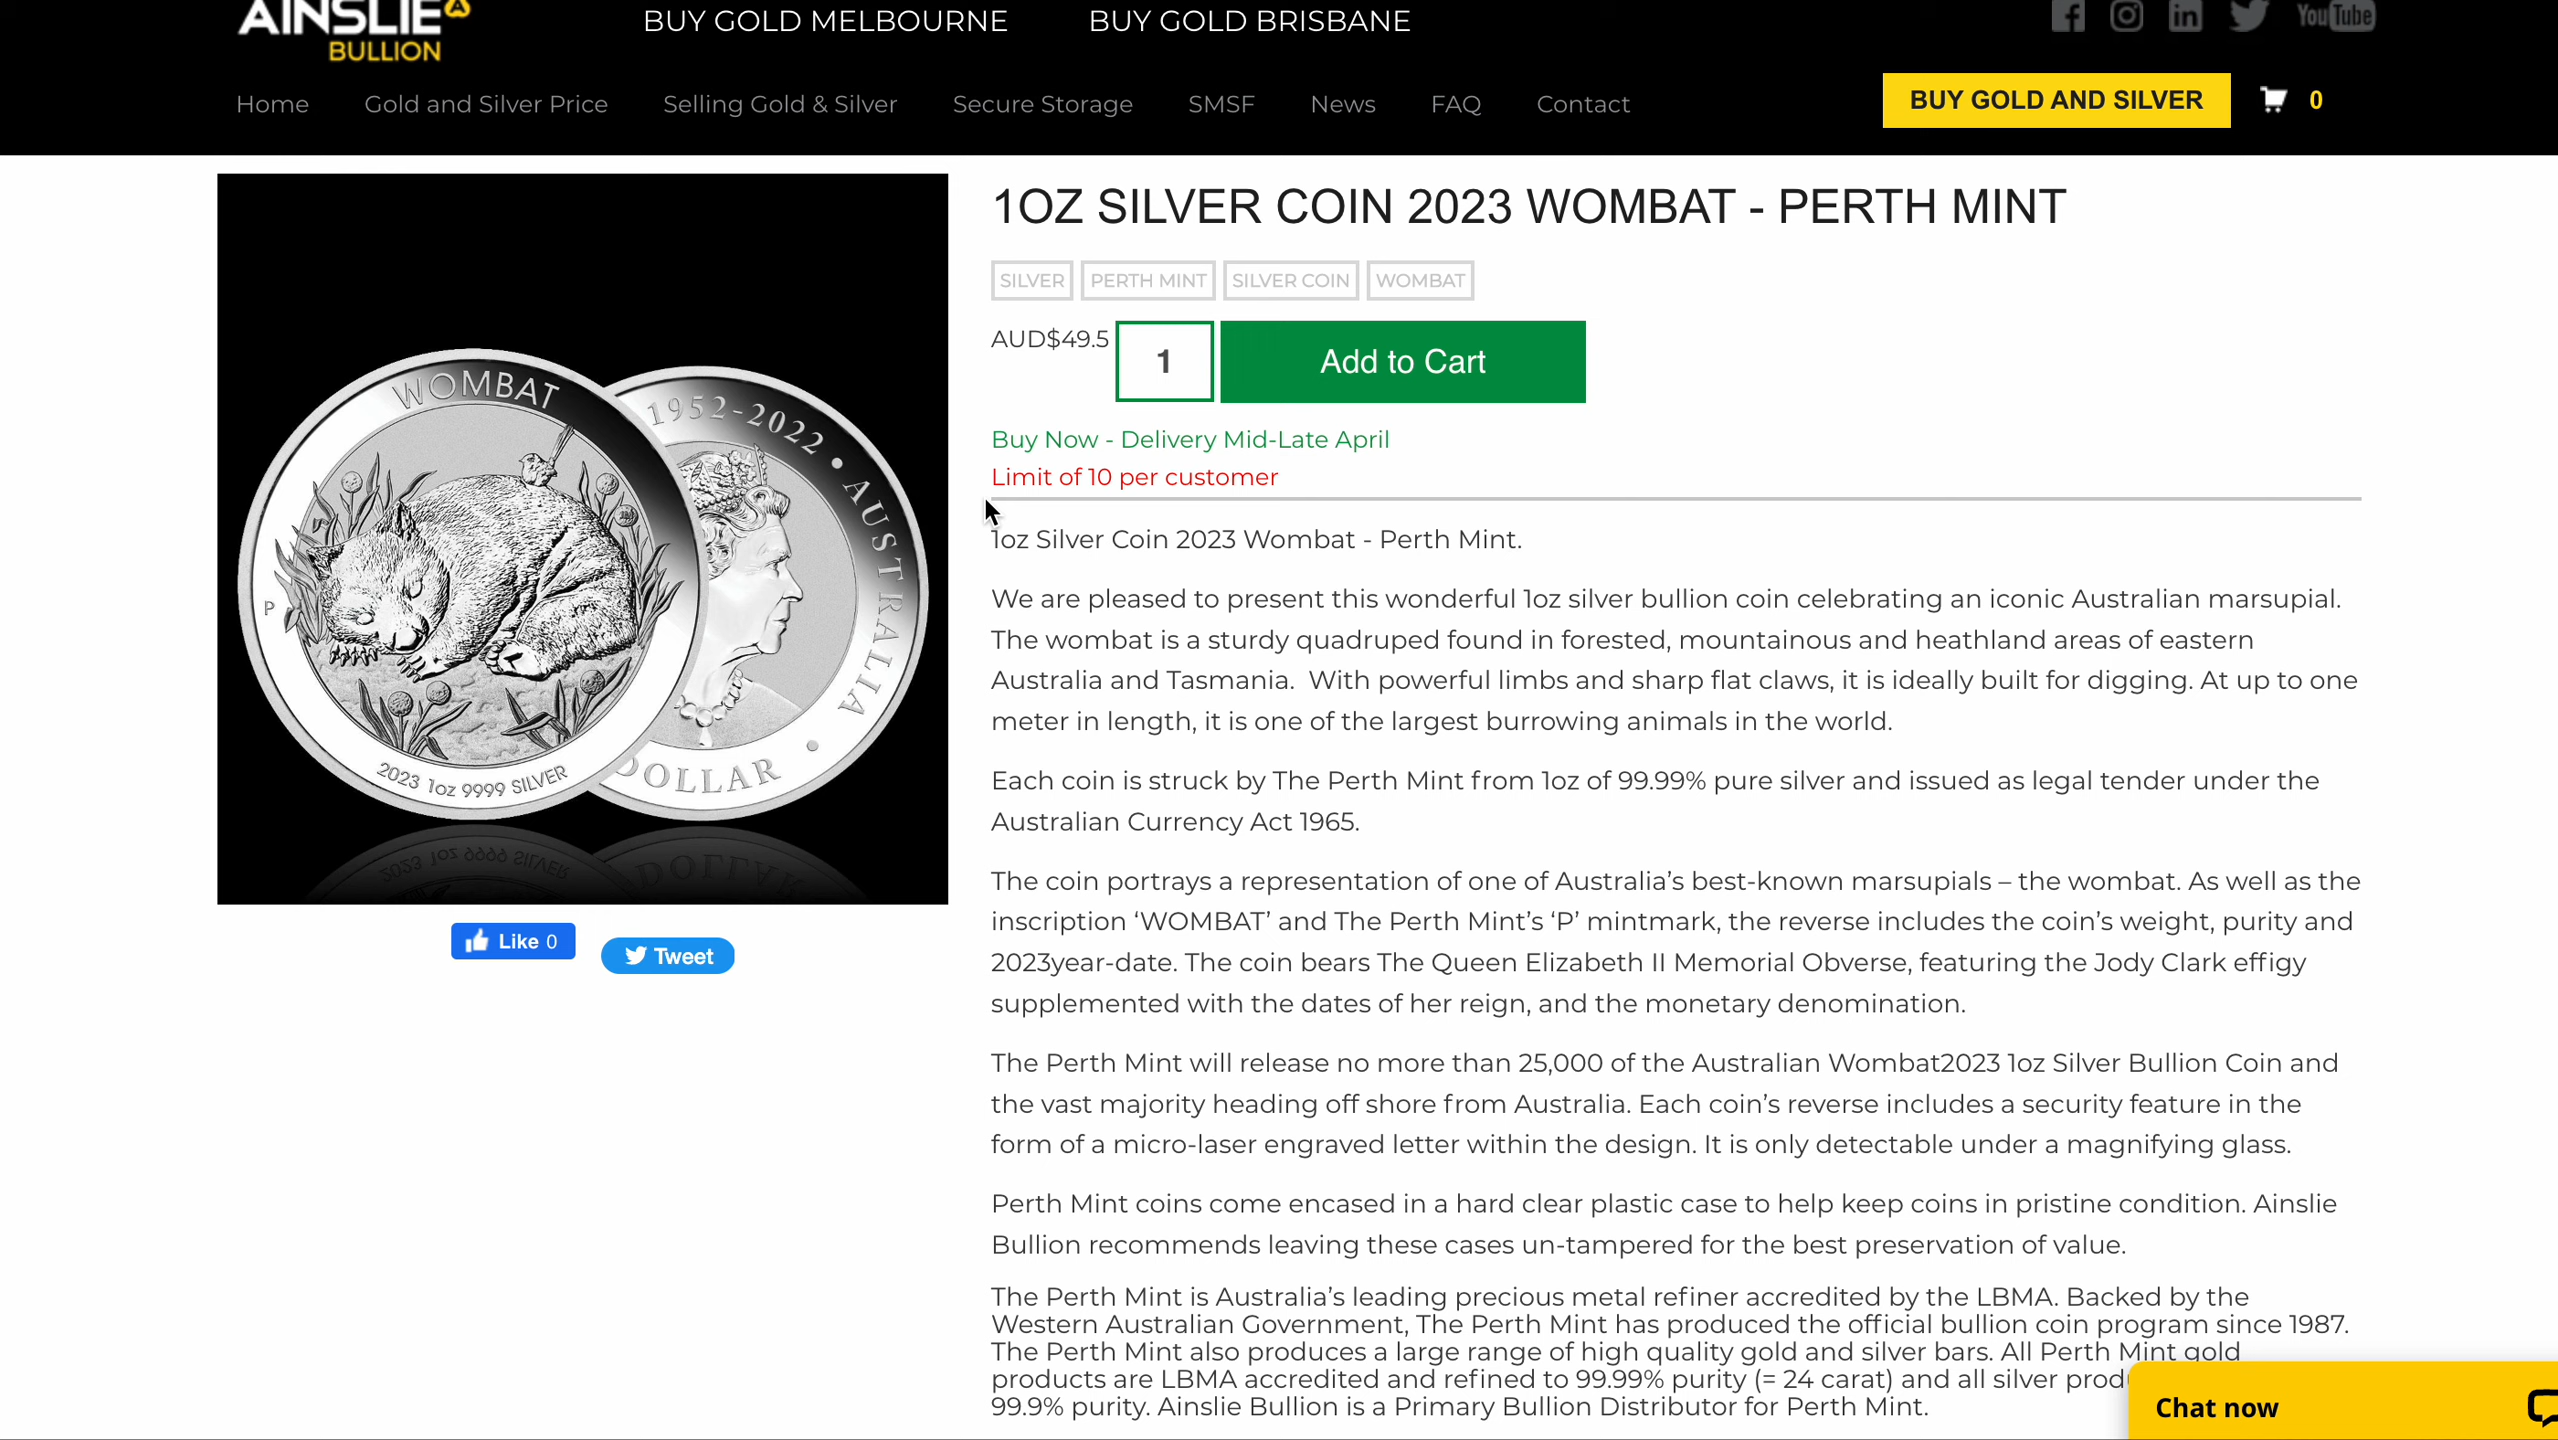 AINSLIE
BULLION
BUY GOLD MELBOURNE
BUY GOLD BRISBANE
You Tube
Home
Gold and Silver Price
Selling Gold & Silver
Secure Storage
SMSF
News
FAQ
Contact
BUY GOLD AND SILVER
0
WOMBAT
P
2023 1oz 9999 SILVER
1952-2022 • AUSTRALIA •
DOLLAR
Like 0
Tweet
1OZ SILVER COIN 2023 WOMBAT - PERTH MINT
SILVER
PERTH MINT
SILVER COIN
WOMBAT
AUD$49.5
1
Add to Cart
Buy Now - Delivery Mid-Late April
Limit of 10 per customer
1oz Silver Coin 2023 Wombat - Perth Mint.
We are pleased to present this wonderful 1oz silver bullion coin celebrating an iconic Australian marsupial.
The wombat is a sturdy quadruped found in forested, mountainous and heathland areas of eastern
Australia and Tasmania.  With powerful limbs and sharp flat claws, it is ideally built for digging. At up to one
meter in length, it is one of the largest burrowing animals in the world.
Each coin is struck by The Perth Mint from 1oz of 99.99% pure silver and issued as legal tender under the
Australian Currency Act 1965.
The coin portrays a representation of one of Australia’s best-known marsupials – the wombat. As well as the
inscription ‘WOMBAT’ and The Perth Mint’s ‘P’ mintmark, the reverse includes the coin’s weight, purity and
2023year-date. The coin bears The Queen Elizabeth II Memorial Obverse, featuring the Jody Clark effigy
supplemented with the dates of her reign, and the monetary denomination.
The Perth Mint will release no more than 25,000 of the Australian Wombat2023 1oz Silver Bullion Coin and
the vast majority heading off shore from Australia. Each coin’s reverse includes a security feature in the
form of a micro-laser engraved letter within the design. It is only detectable under a magnifying glass.
Perth Mint coins come encased in a hard clear plastic case to help keep coins in pristine condition. Ainslie
Bullion recommends leaving these cases un-tampered for the best preservation of value.
The Perth Mint is Australia’s leading precious metal refiner accredited by the LBMA. Backed by the
Western Australian Government, The Perth Mint has produced the official bullion coin program since 1987.
The Perth Mint also produces a large range of high quality gold and silver bars. All Perth Mint gold
products are LBMA accredited and refined to 99.99% purity (= 24 carat) and all silver prod
99.9% purity. Ainslie Bullion is a Primary Bullion Distributor for Perth Mint.
Chat now